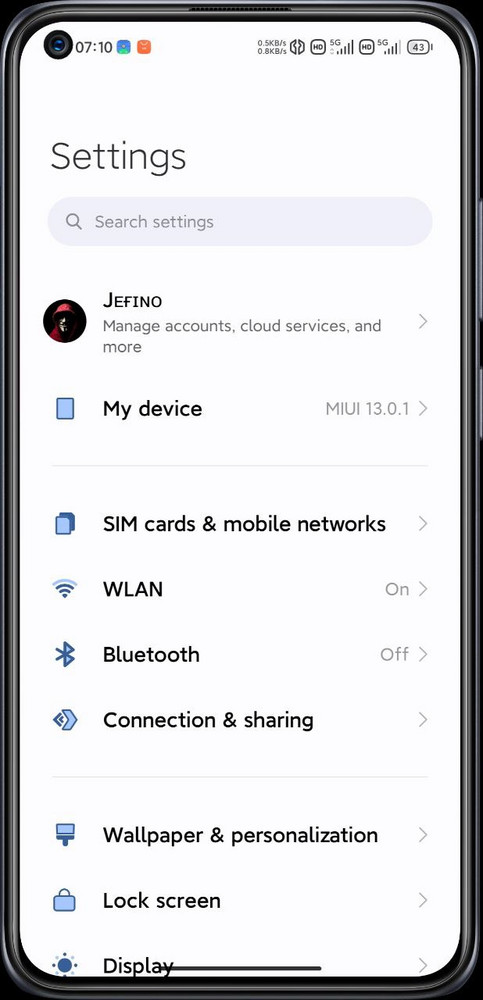 07:10
0.5KB/s
0.8KB/s
HD 5G HD 5G 43
Settings
Search settings
Jᴇғɪɴᴏ
Manage accounts, cloud services, and
more
My device MIUI 13.0.1
SIM cards & mobile networks
WLAN On
Bluetooth Off
Connection & sharing
Wallpaper & personalization
Lock screen
Display